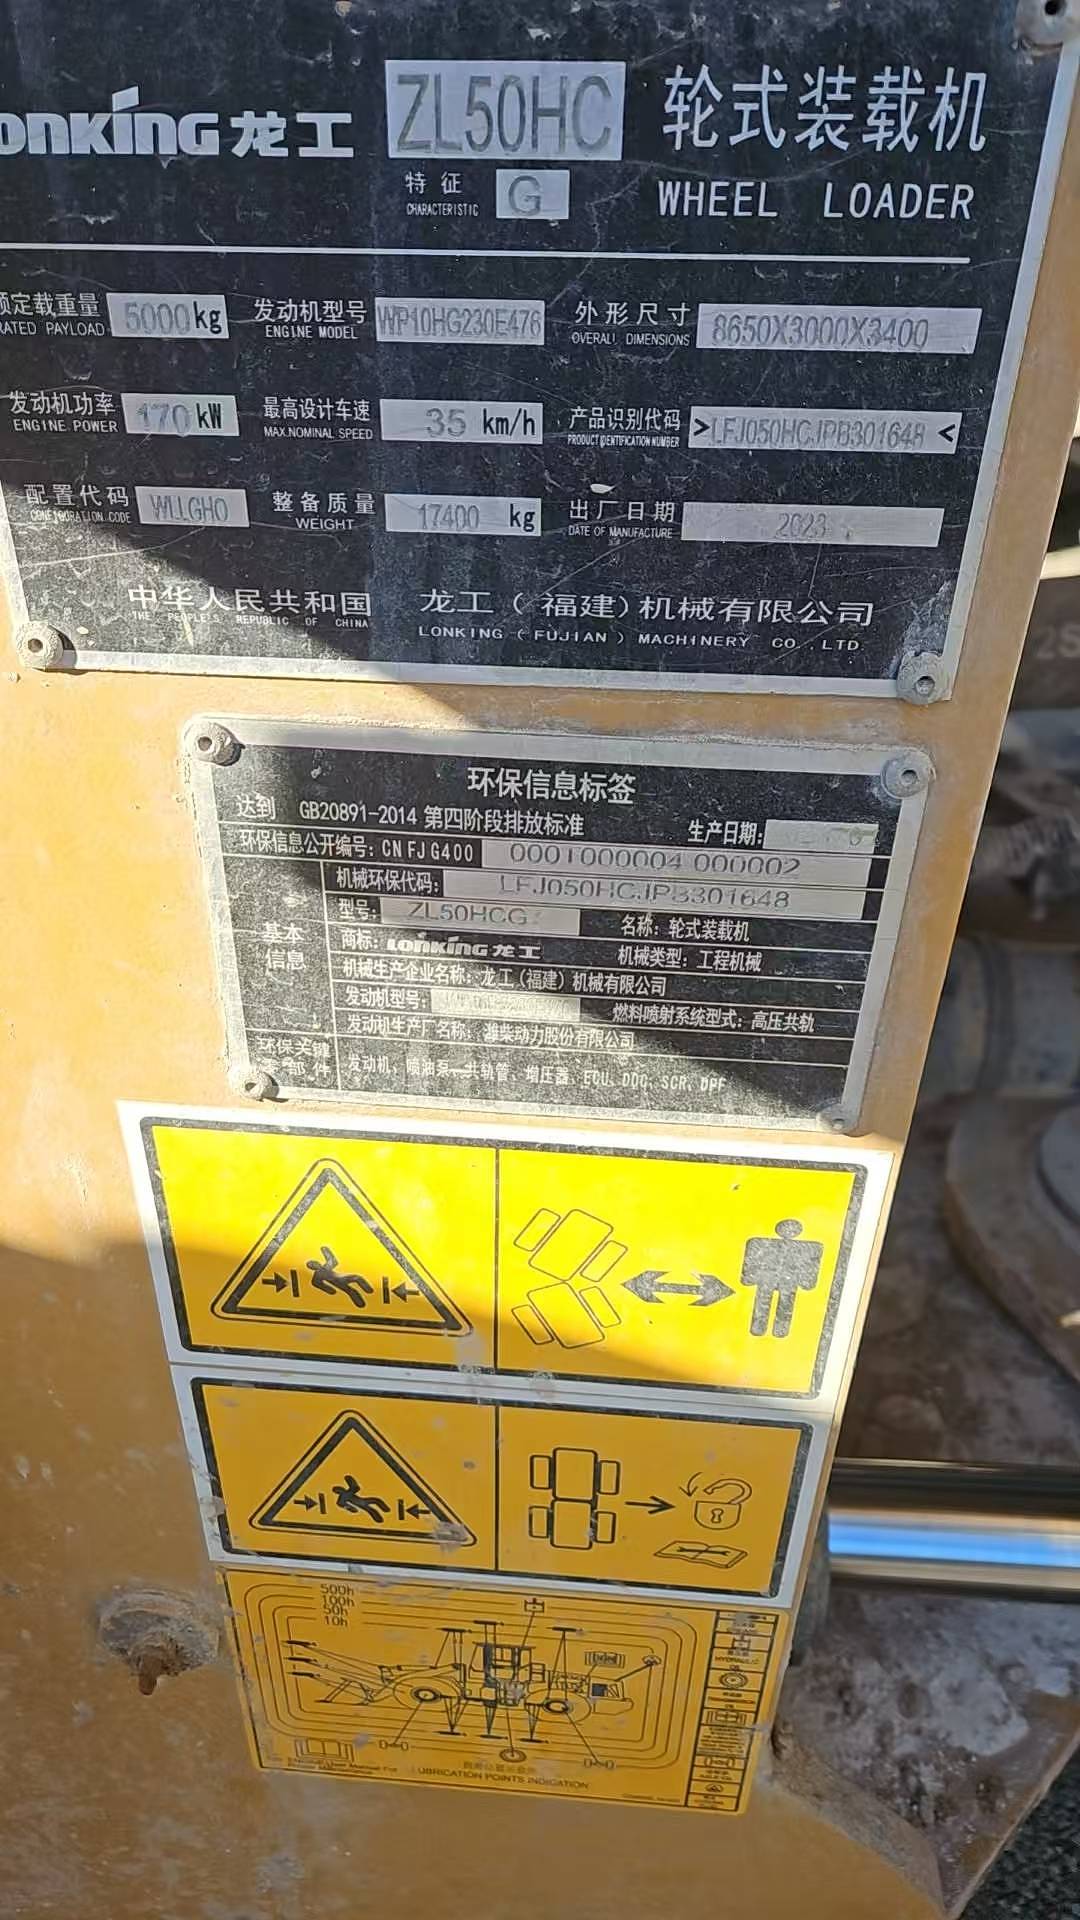 LONKING 龙工 ZL50HC 轮式装载机
特征 G
CHARACTERISTIC
WHEEL LOADER
额定载重量 5000 kg 发动机型号 WP10HG230E476 外形尺寸 8650X3000X3400
RATED PAYLOAD ENGINE MODEL OVERALL DIMENSIONS
发动机功率 170 kW 最高设计车速 35 km/h 产品识别代码 >LFJ050HCJPB301648<
ENGINE POWER MAX.NOMINAL SPEED PRODUCT IDENTIFICATION NUMBER
配置代码 整备质量 17400 kg 出厂日期 2023
CONFIGURATION CODE WEIGHT DATE OF MANUFACTURE
中华人民共和国 龙工(福建)机械有限公司
THE PEOPLE'S REPUBLIC OF CHINA LONKING (FUJIAN) MACHINERY CO.,LTD
环保信息标签
达到 GB20891-2014 第四阶段排放标准 生产日期:
环保信息公开编号: CN FJ G400 0001000004 000002
机械环保代码: LFJ050HCJPB301648
基本信息
型号: ZL50HCG 名称: 轮式装载机
商标: LONKING 龙工 机械类型: 工程机械
机械生产企业名称: 龙工(福建)机械有限公司
发动机型号: 燃料喷射系统型式: 高压共轨
发动机生产厂名称: 潍柴动力股份有限公司
环保关键零部件 发动机、喷油泵、共轨管、增压器、ECU、DOC、SCR、DPF
500h
100h
50h
10h
HYDRAULIC
LUBRICATION POINTS INDICATION